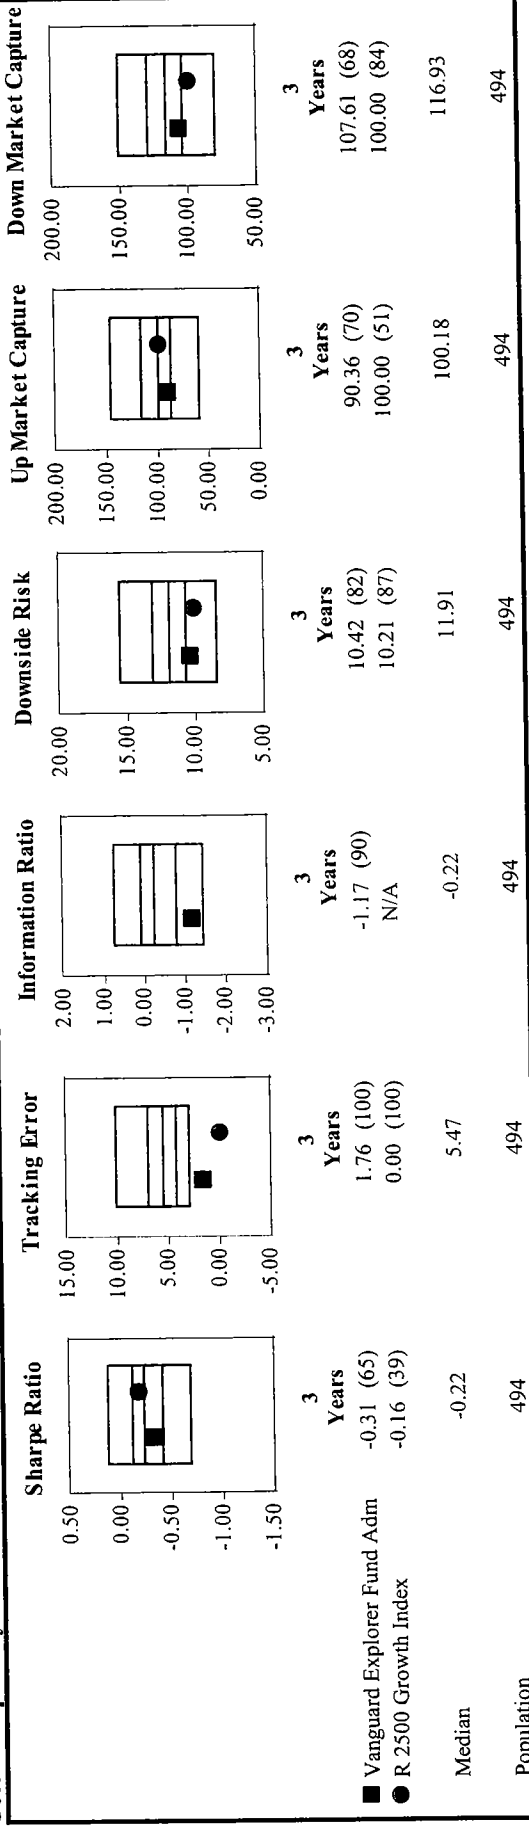 Sharpe Ratio
0.50
0.00
-0.50
-1.00
-1.50
Tracking Error
15.00
10.00
5.00
0.00
-5.00
Information Ratio
2.00
1.00
0.00
-1.00
-2.00
-3.00
Downside Risk
20.00
15.00
10.00
5.00
Up Market Capture
200.00
150.00
100.00
50.00
0.00
Down Market Capture
200.00
150.00
100.00
50.00
3 3 3 3 3 3
Years Years Years Years Years Years
■ Vanguard Explorer Fund Adm -0.31 (65) 1.76 (100) -1.17 (90) 10.42 (82) 90.36 (70) 107.61 (68)
● R 2500 Growth Index -0.16 (39) 0.00 (100) N/A 10.21 (87) 100.00 (51) 100.00 (84)
Median -0.22 5.47 -0.22 11.91 100.18 116.93
Population 494 494 494 494 494 494